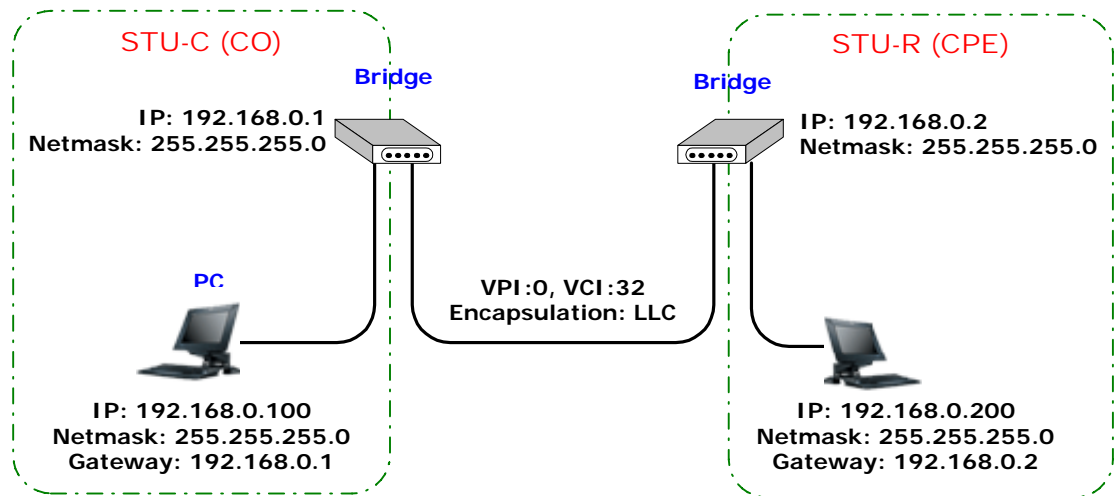 STU-C (CO)
Bridge
IP: 192.168.0.1
Netmask: 255.255.255.0
PC
IP: 192.168.0.100
Netmask: 255.255.255.0
Gateway: 192.168.0.1
VPI:0, VCI:32
Encapsulation: LLC
STU-R (CPE)
Bridge
IP: 192.168.0.2
Netmask: 255.255.255.0
IP: 192.168.0.200
Netmask: 255.255.255.0
Gateway: 192.168.0.2